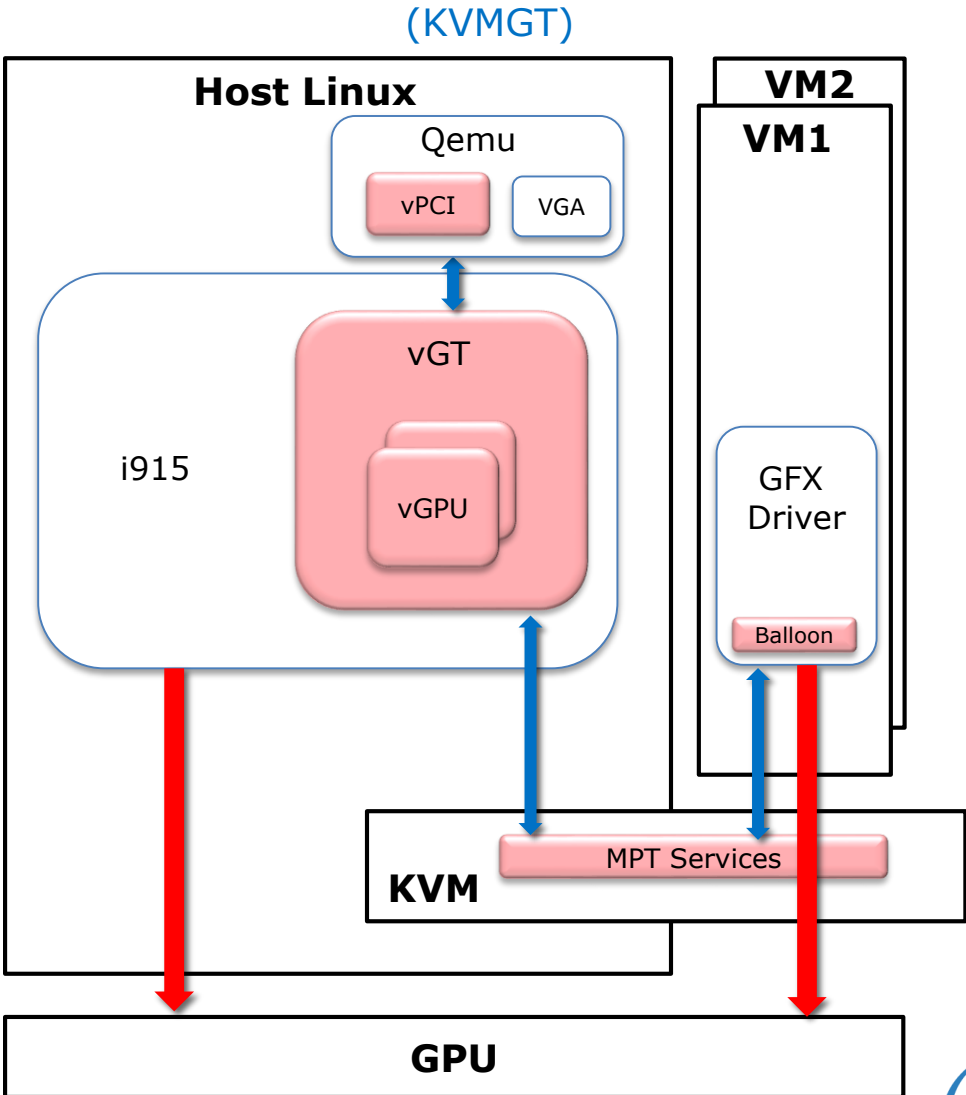 (KVMGT)
Host Linux
VM2
VM1
Qemu
vPCI
VGA
vGT
i915
vGPU
GFX
Driver
Balloon
MPT Services
KVM
GPU